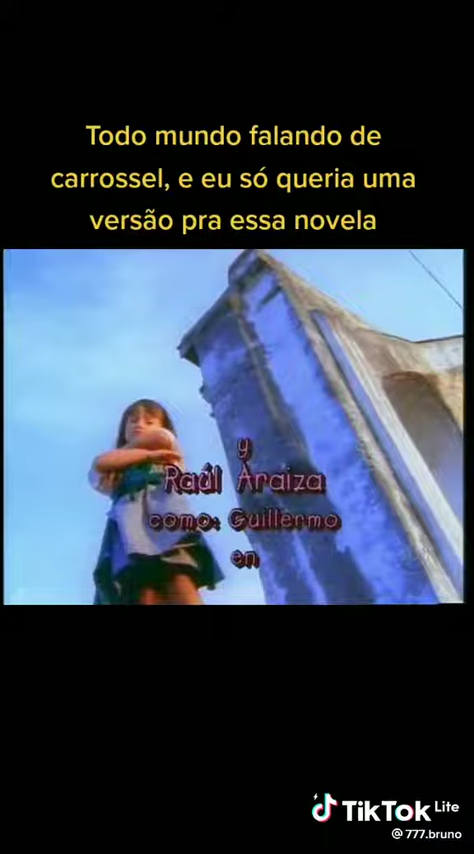 Todo mundo falando de
carrossel, e eu só queria uma
versão pra essa novela
y
Raúl Araiza
como: Guillermo
en
TikTok Lite
@777.bruno